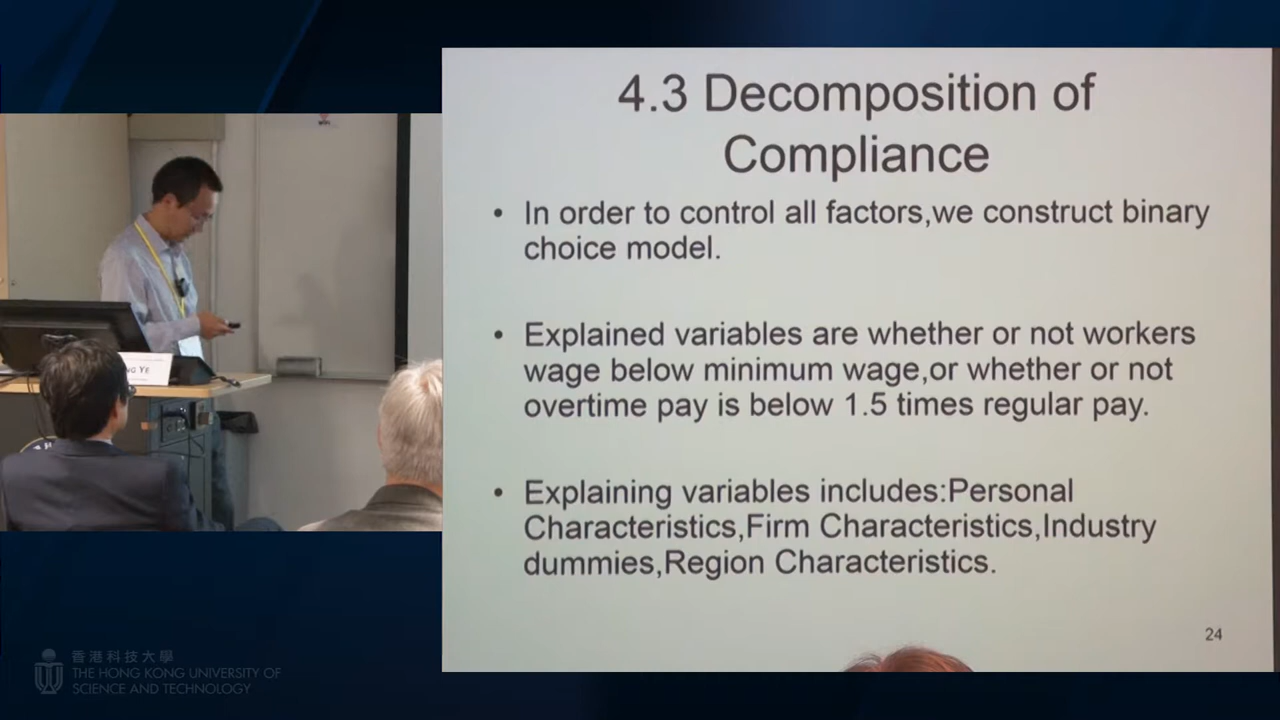 4.3 Decomposition of
Compliance
• In order to control all factors,we construct binary
choice model.
• Explained variables are whether or not workers
wage below minimum wage,or whether or not
overtime pay is below 1.5 times regular pay.
• Explaining variables includes:Personal
Characteristics,Firm Characteristics,Industry
dummies,Region Characteristics.
24
YE
香港科技大學
THE HONG KONG UNIVERSITY OF
SCIENCE AND TECHNOLOGY